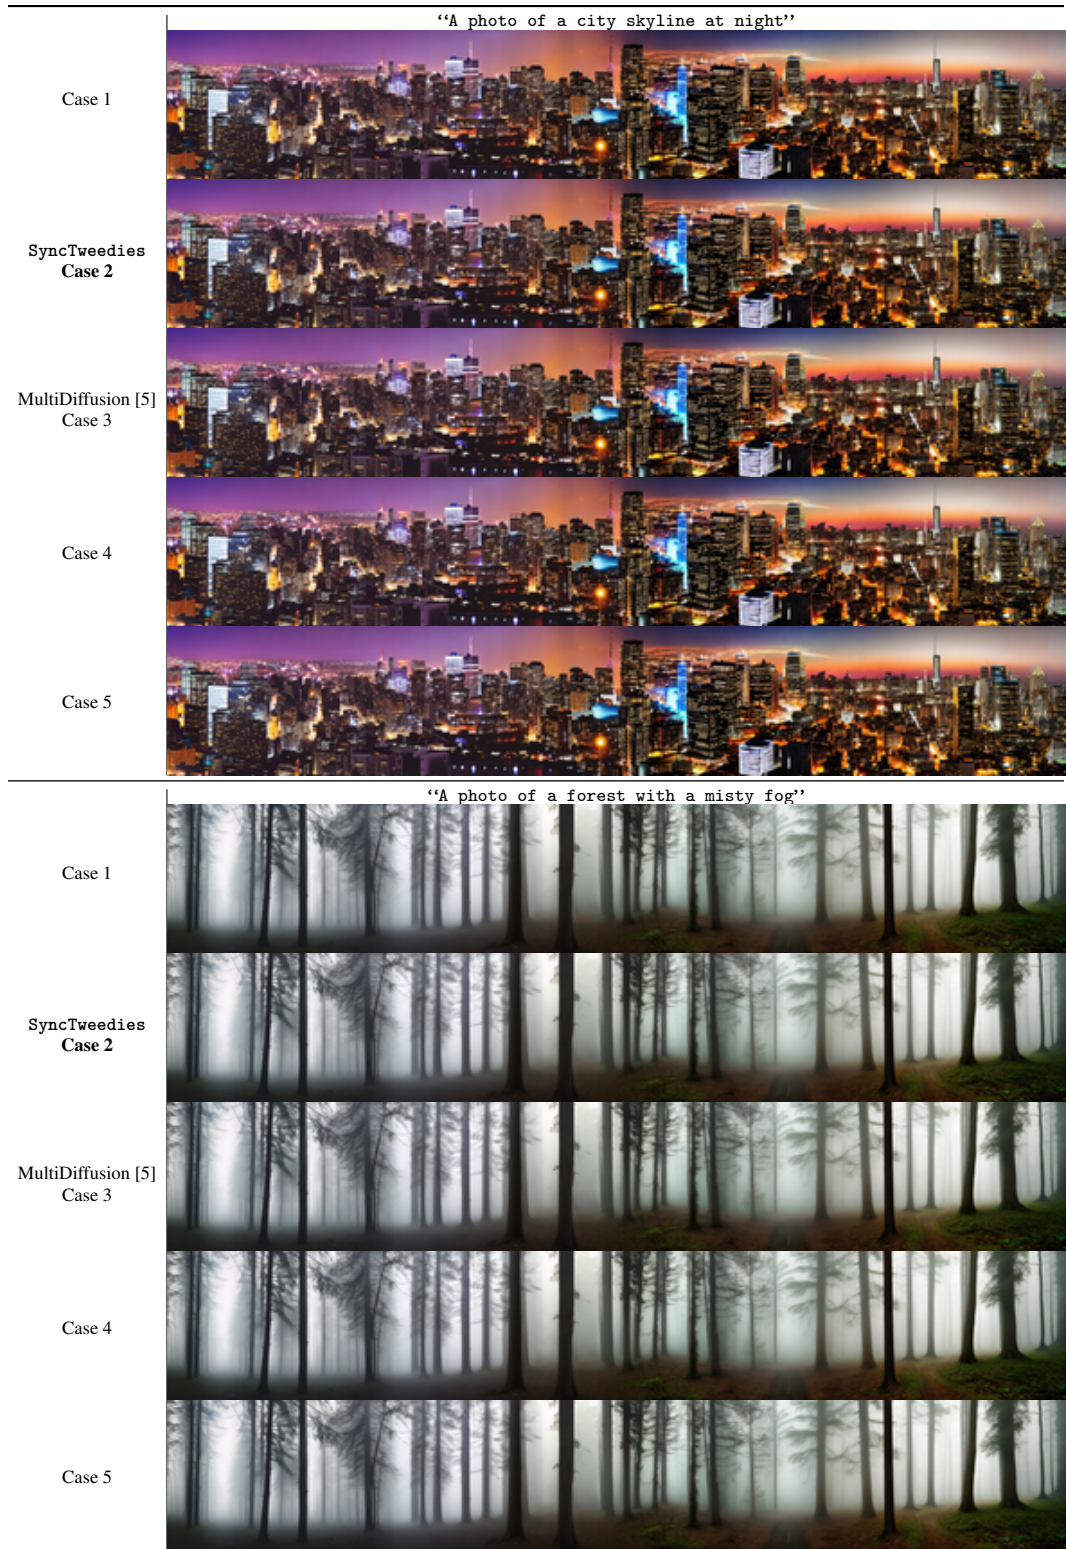 “A photo of a city skyline at night”
Case 1
SyncTweedies
Case 2
MultiDiffusion [5]
Case 3
Case 4
Case 5
“A photo of a forest with a misty fog”
Case 1
SyncTweedies
Case 2
MultiDiffusion [5]
Case 3
Case 4
Case 5